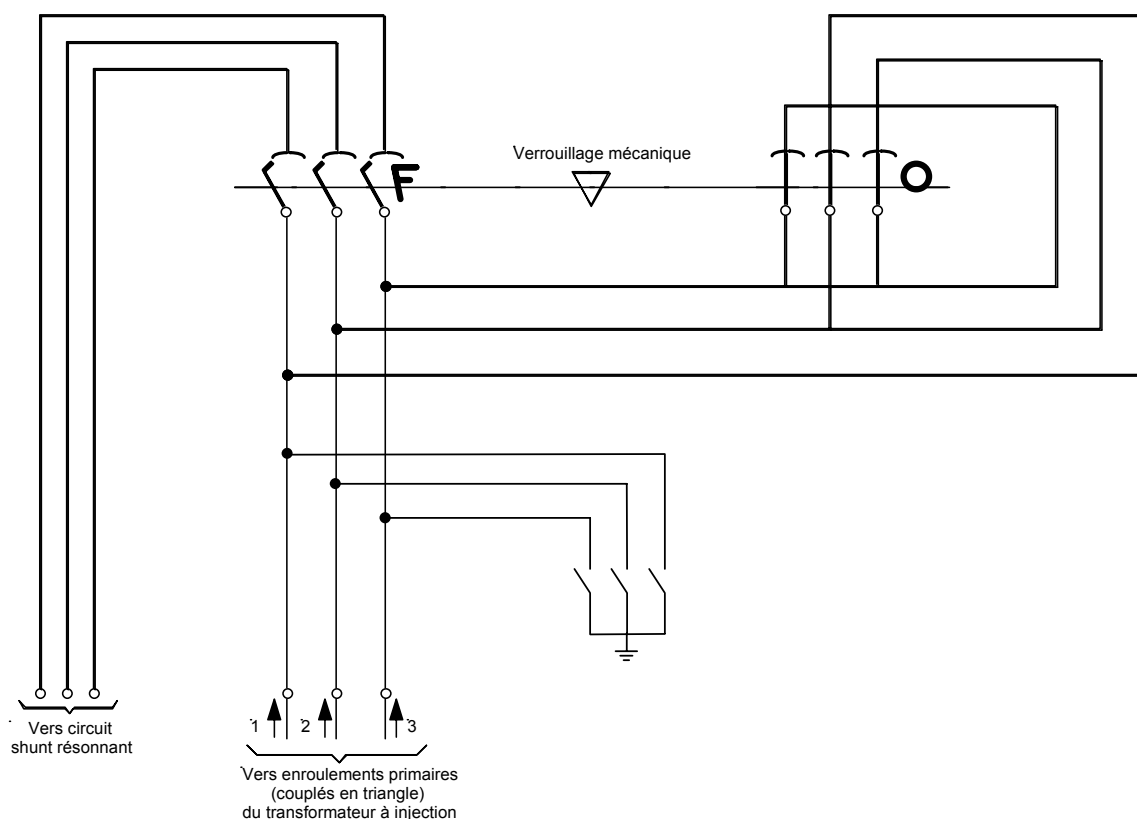 Verrouillage mécanique
F
O
1
2
3
Vers circuit
shunt résonnant
Vers enroulements primaires
(couplés en triangle)
du transformateur à injection